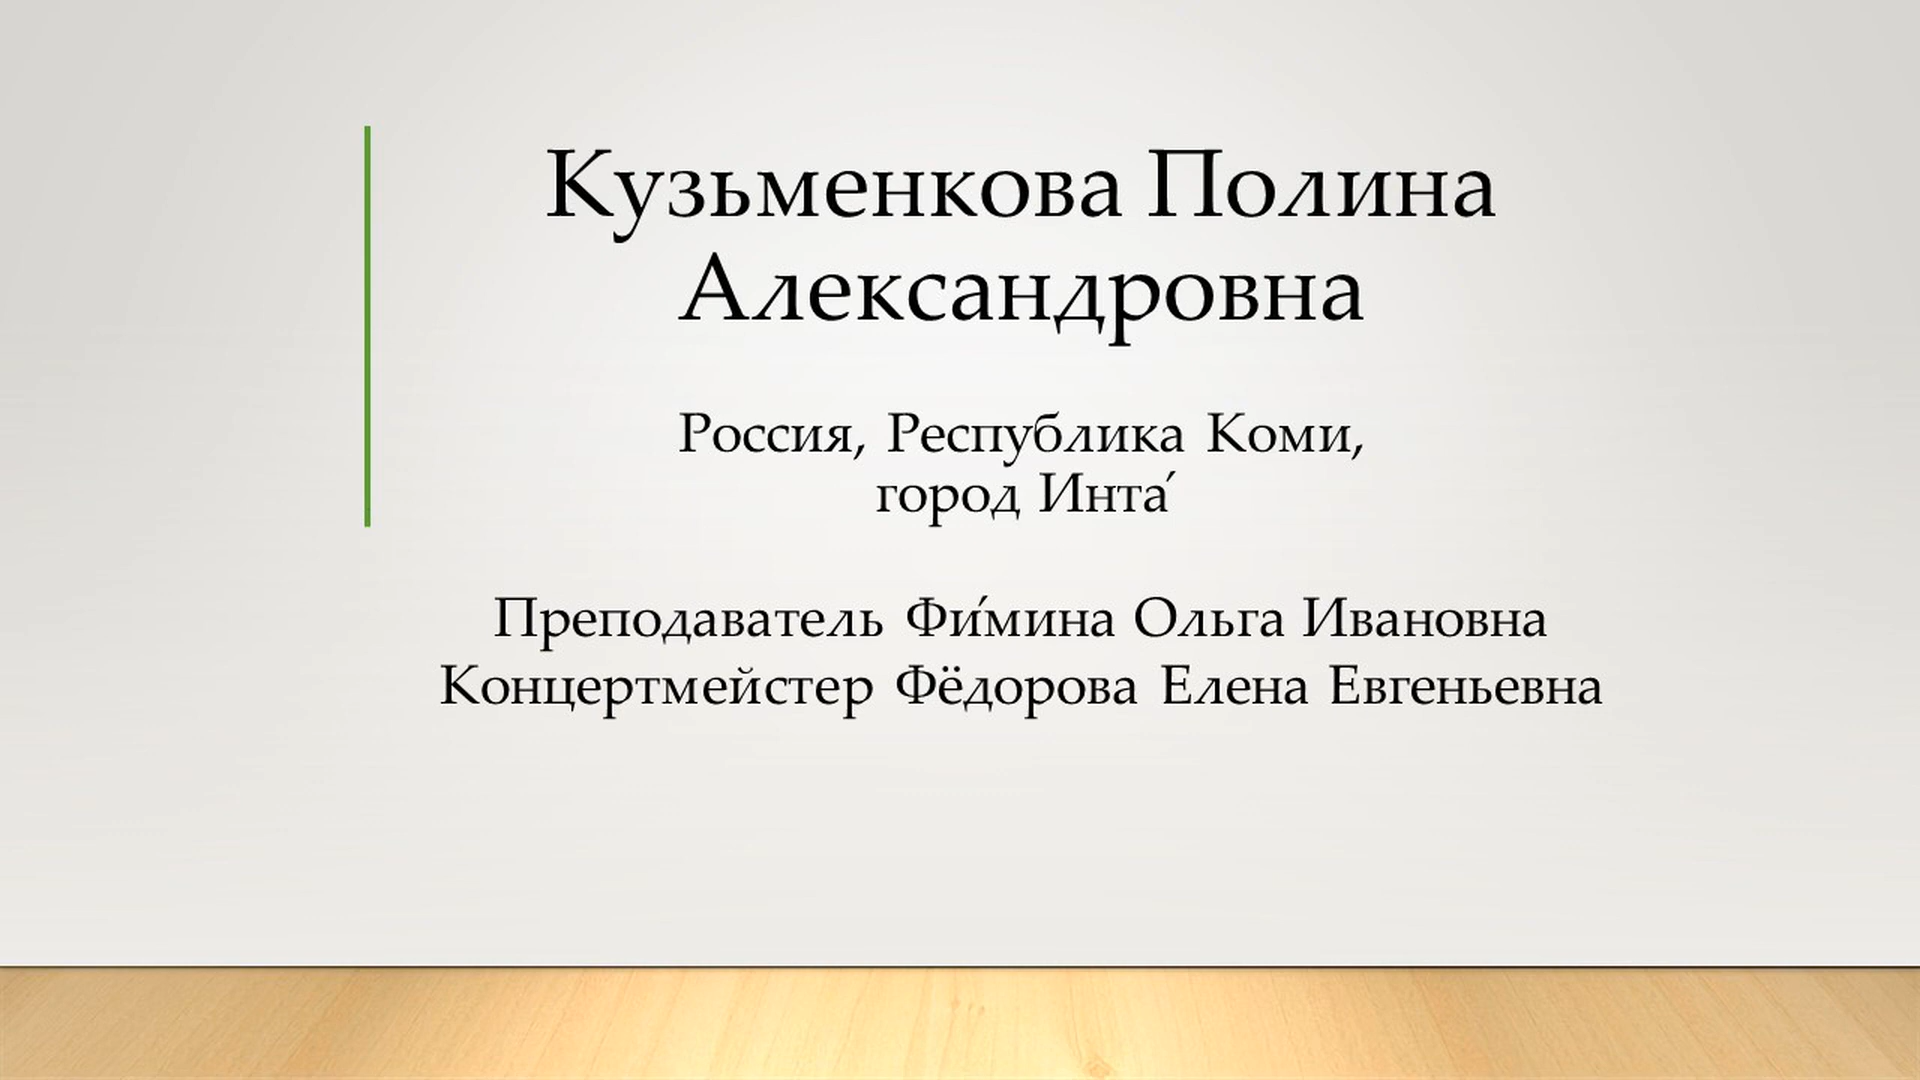 Кузьменкова Полина
Александровна
Россия, Республика Коми,
город Инта́
Преподаватель Фи́мина Ольга Ивановна
Концертмейстер Фёдорова Елена Евгеньевна